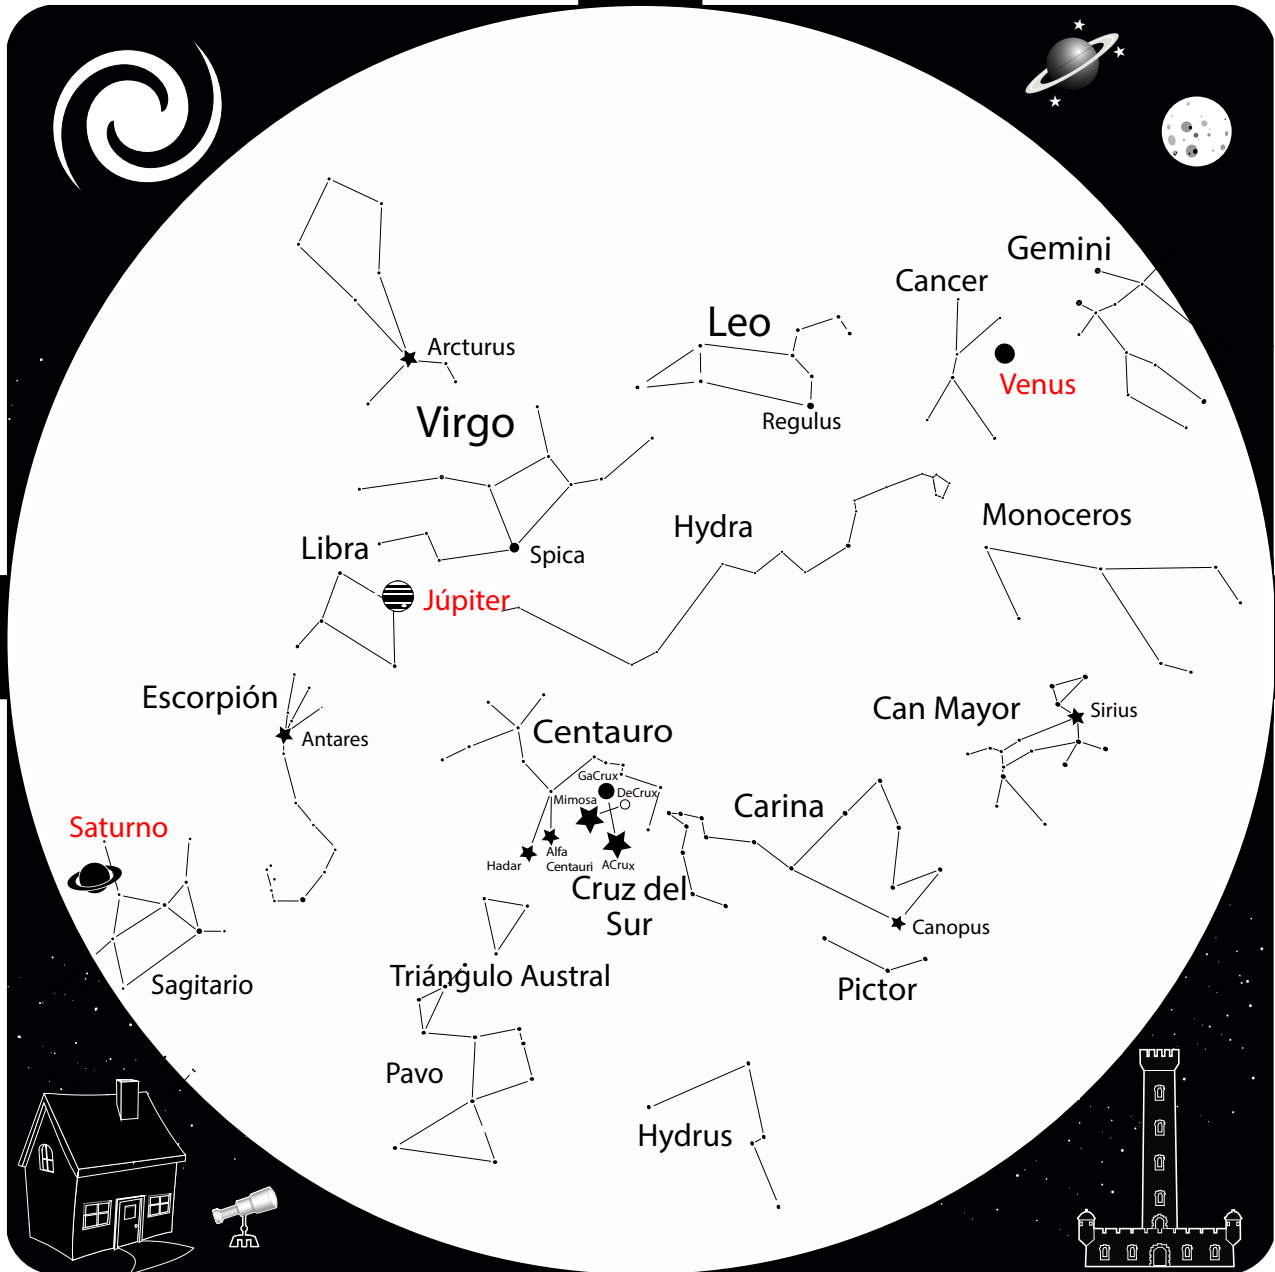 Gemini
Cancer
Leo
Arcturus
Venus
Virgo
Regulus
Monoceros
Hydra
Libra
Spica
Júpiter
Escorpión
Can Mayor
Sirius
Antares
Centauro
GaCrux
DeCrux
Mimosa
Carina
Saturno
Hadar
Alfa
Centauri
ACrux
Cruz del
Sur
Canopus
Triángulo Austral
Sagitario
Pictor
Pavo
Hydrus